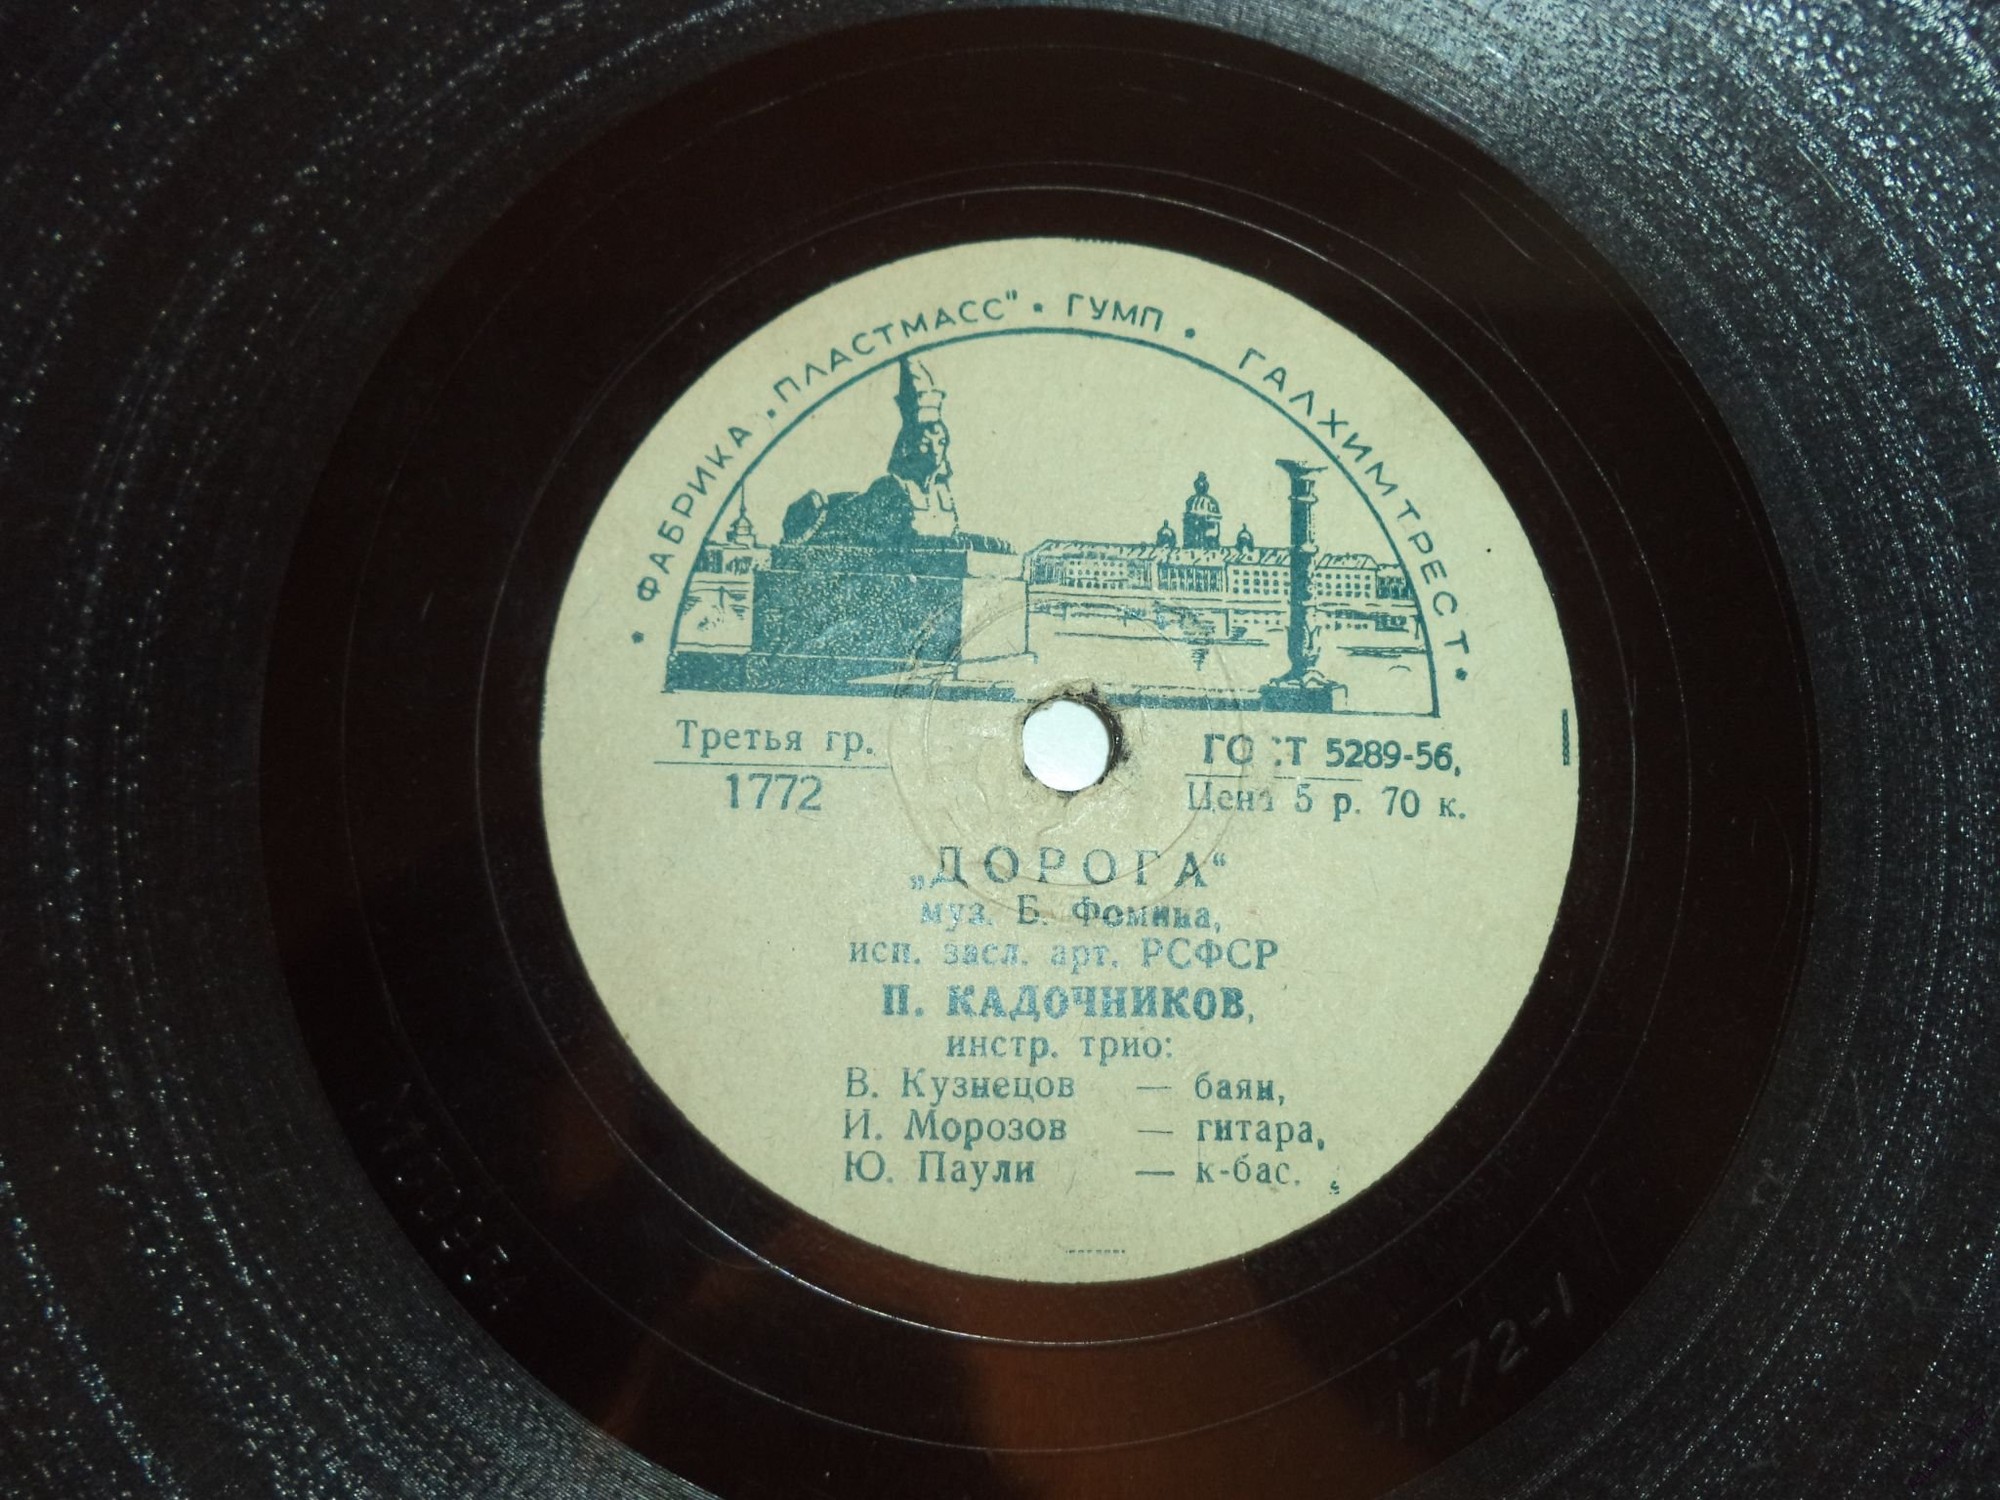 • ФАБРИКА „ПЛАСТМАСС“ • ГУМП • ГАЛХИМТРЕСТ •
Третья гр.
1772
ГОСТ 5289-56,
Цена 5 р. 70 к.
„ДОРОГА“
муз. Б. Фомина,
исп. засл. арт. РСФСР
П. КАДОЧНИКОВ,
инстр. трио:
В. Кузнецов — баян,
И. Морозов — гитара,
Ю. Паули — к-бас.
1772-1